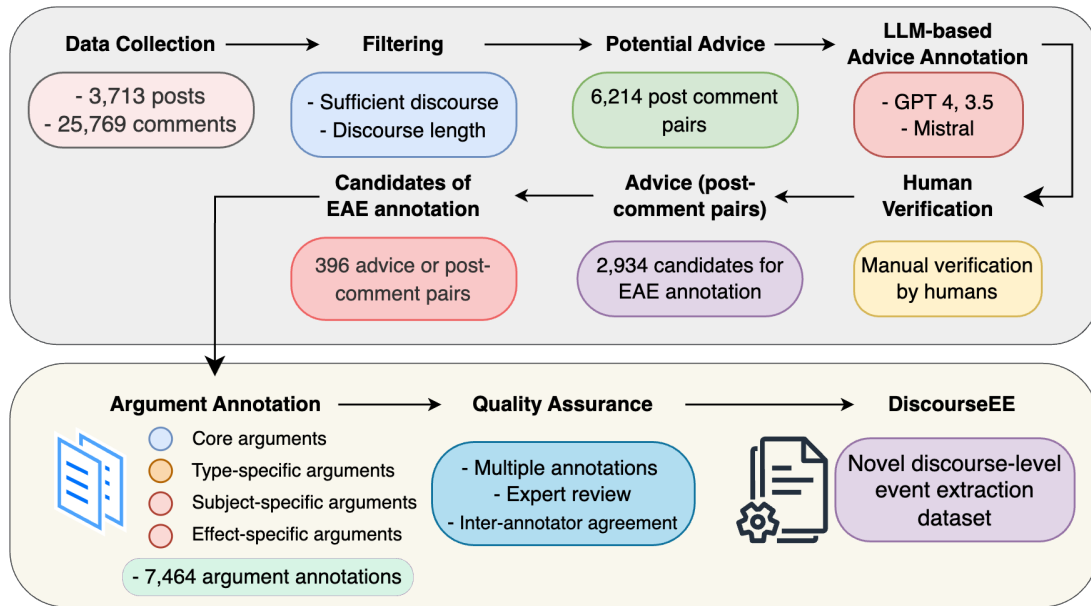 Data Collection
Filtering
Potential Advice
LLM-based
Advice Annotation
- 3,713 posts
- 25,769 comments
- Sufficient discourse
- Discourse length
6,214 post comment
pairs
- GPT 4, 3.5
- Mistral
Human
Verification
Advice (post-
comment pairs)
Candidates of
EAE annotation
Manual verification
by humans
2,934 candidates for
EAE annotation
396 advice or post-
comment pairs
Argument Annotation
Quality Assurance
DiscourseEE
Core arguments
Type-specific arguments
Subject-specific arguments
Effect-specific arguments
- 7,464 argument annotations
- Multiple annotations
- Expert review
- Inter-annotator agreement
Novel discourse-level
event extraction
dataset